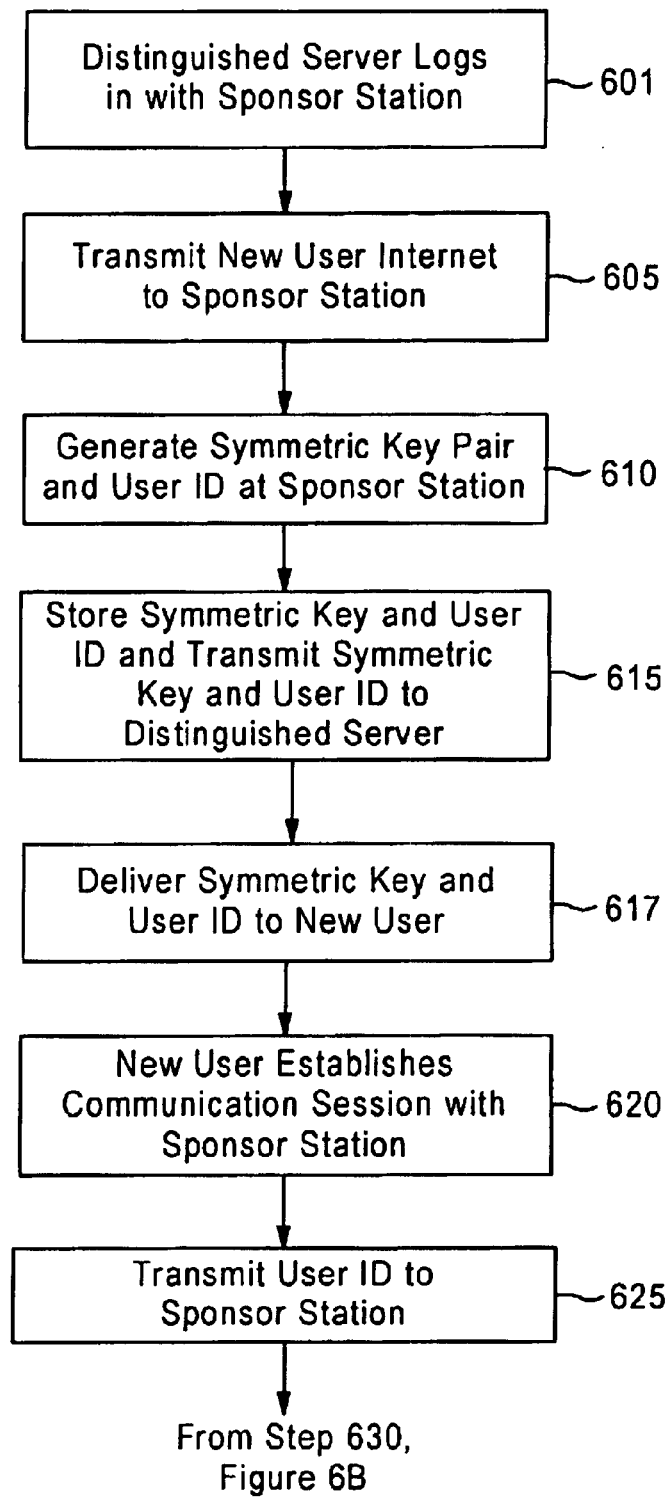 Distinguished Server Logs
in with Sponsor Station
601
Transmit New User Internet
to Sponsor Station
605
Generate Symmetric Key Pair
and User ID at Sponsor Station
610
Store Symmetric Key and User
ID and Transmit Symmetric
Key and User ID to
Distinguished Server
615
Deliver Symmetric Key and
User ID to New User
617
New User Establishes
Communication Session with
Sponsor Station
620
Transmit User ID to
Sponsor Station
625
From Step 630,
Figure 6B